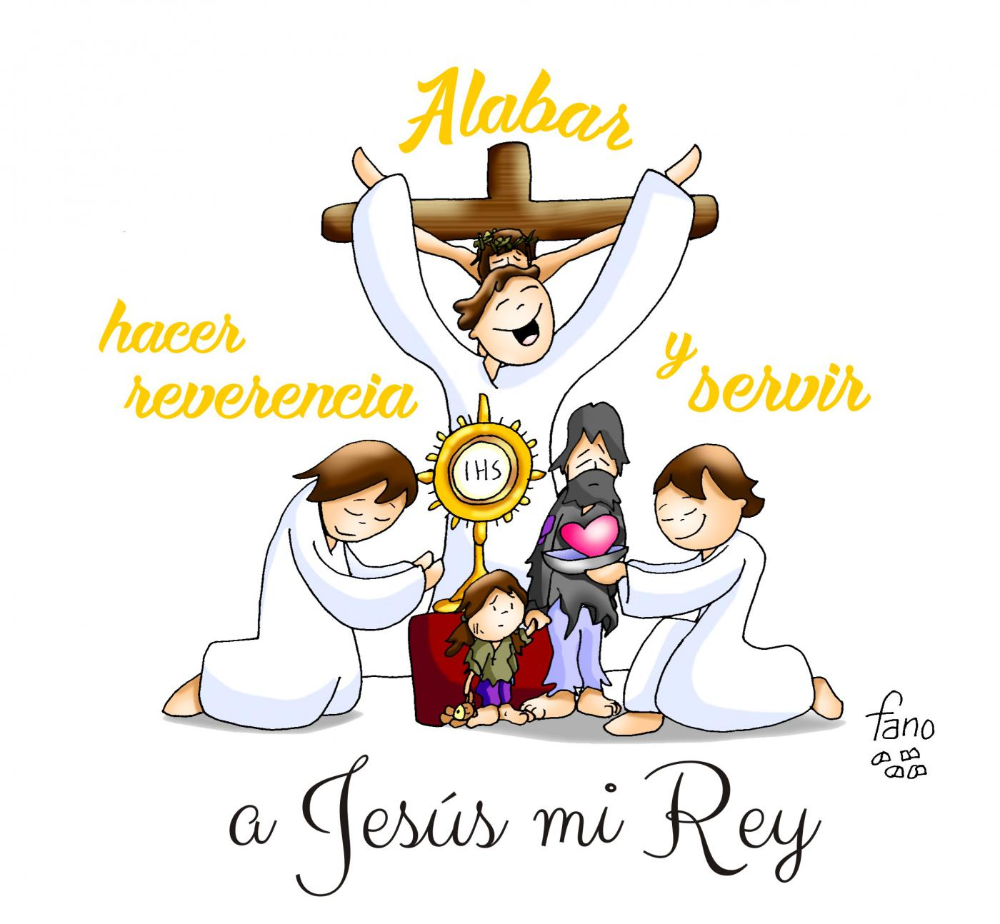 Alabar
hacer
reverencia
y
servir
IHS
fano
a Jesús mi Rey